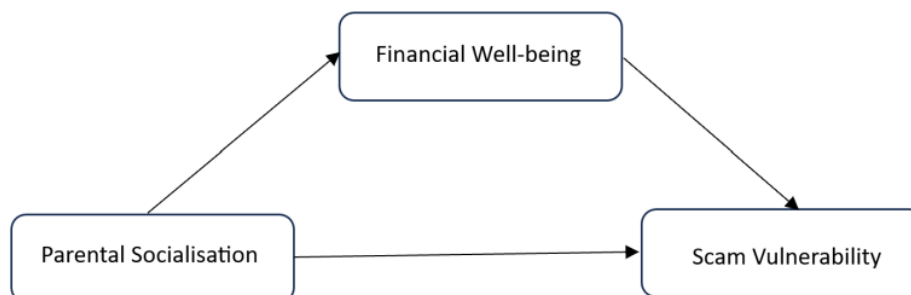 Financial Well-being
Parental Socialisation
Scam Vulnerability